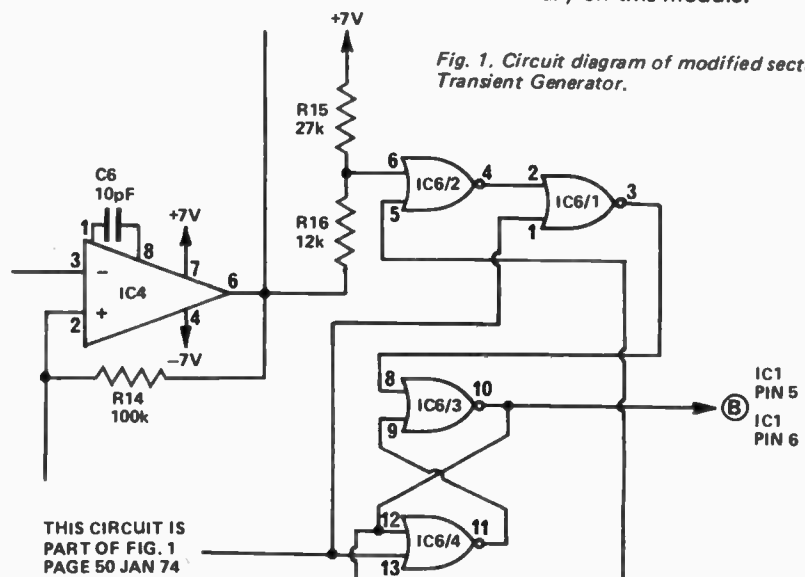 on this module.
+7V
Fig. 1. Circuit diagram of modified sect
Transient Generator.
R15
27k
C6
10pF
6
IC6/2
4
2
IC6/1
3
5
1
R16
12k
1
8
+7V
7
3
−
IC4
6
2
+
4
−7V
R14
100k
8
IC6/3
10
9
B
IC1
PIN 5
IC1
PIN 6
12
IC6/4
11
13
THIS CIRCUIT IS
PART OF FIG. 1
PAGE 50 JAN 74